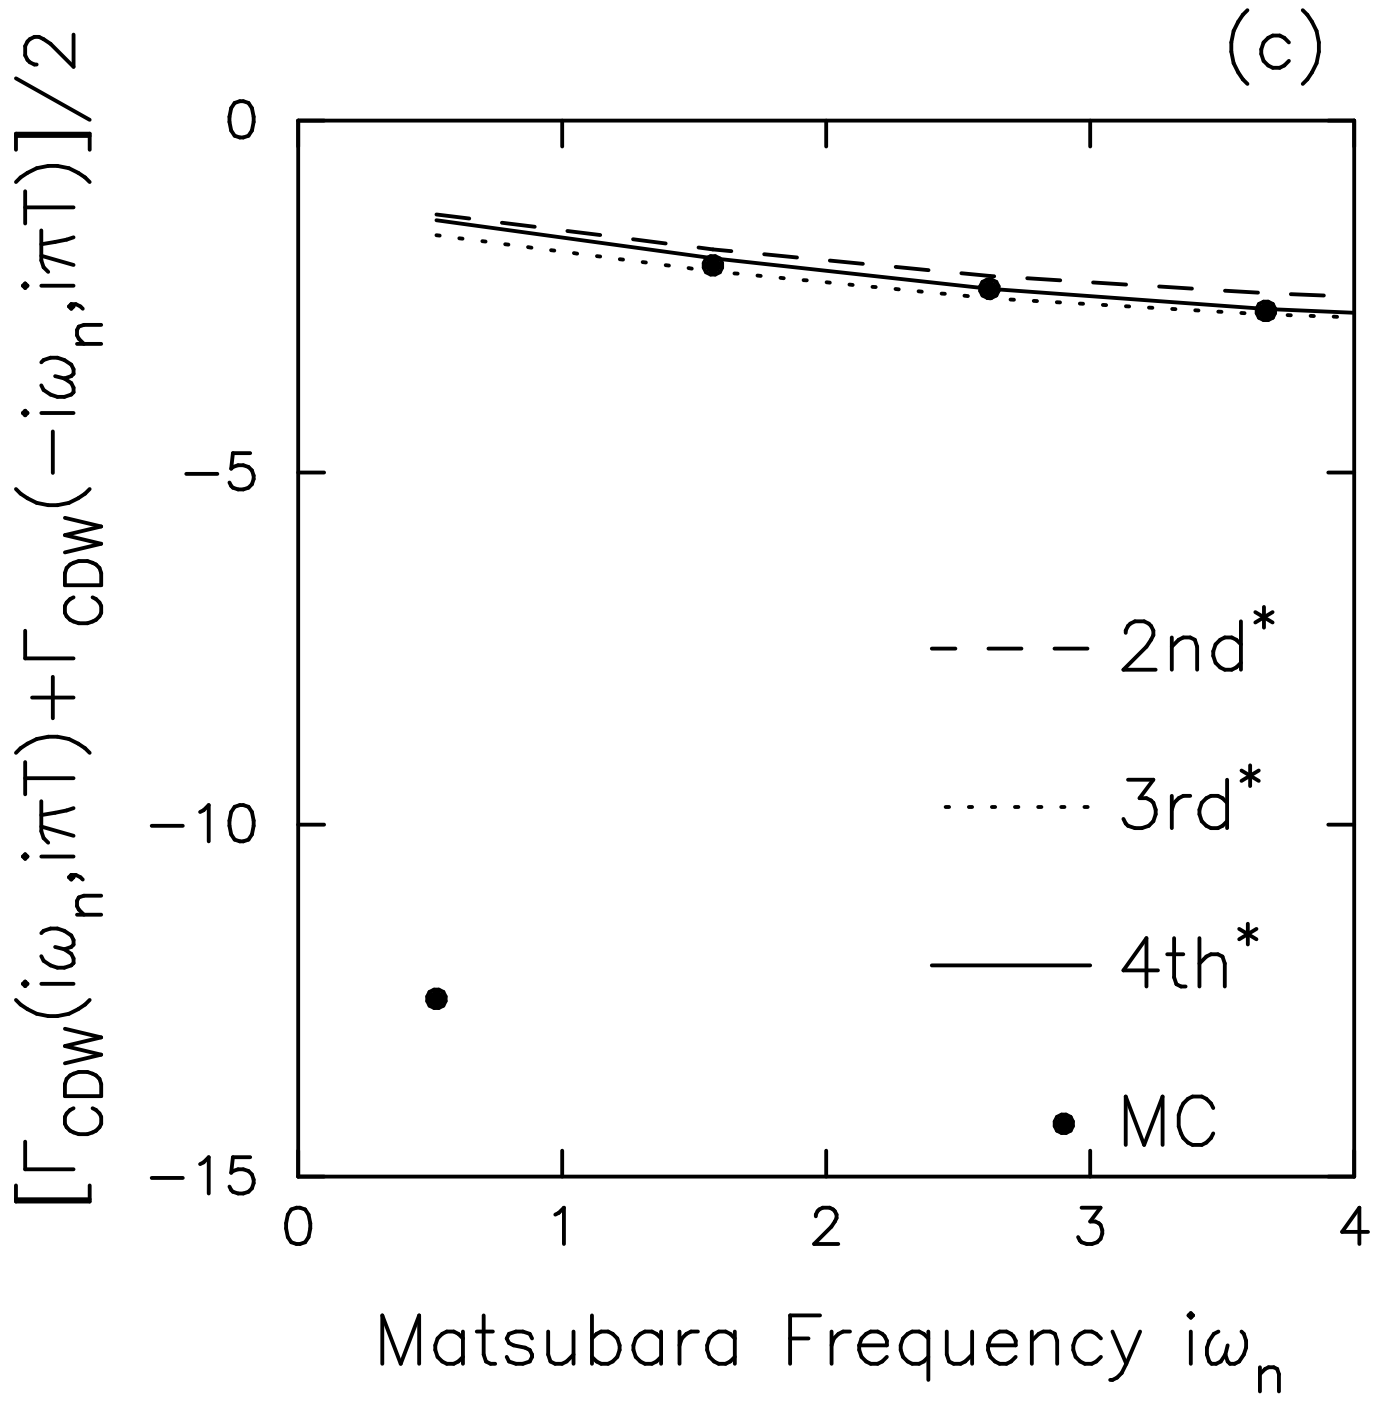 (c)
[Γ_CDW(iω_n,iπT)+Γ_CDW(−iω_n,iπT)]/2
0
−5
−10
−15
2nd*
3rd*
4th*
MC
0 1 2 3 4
Matsubara Frequency iω_n